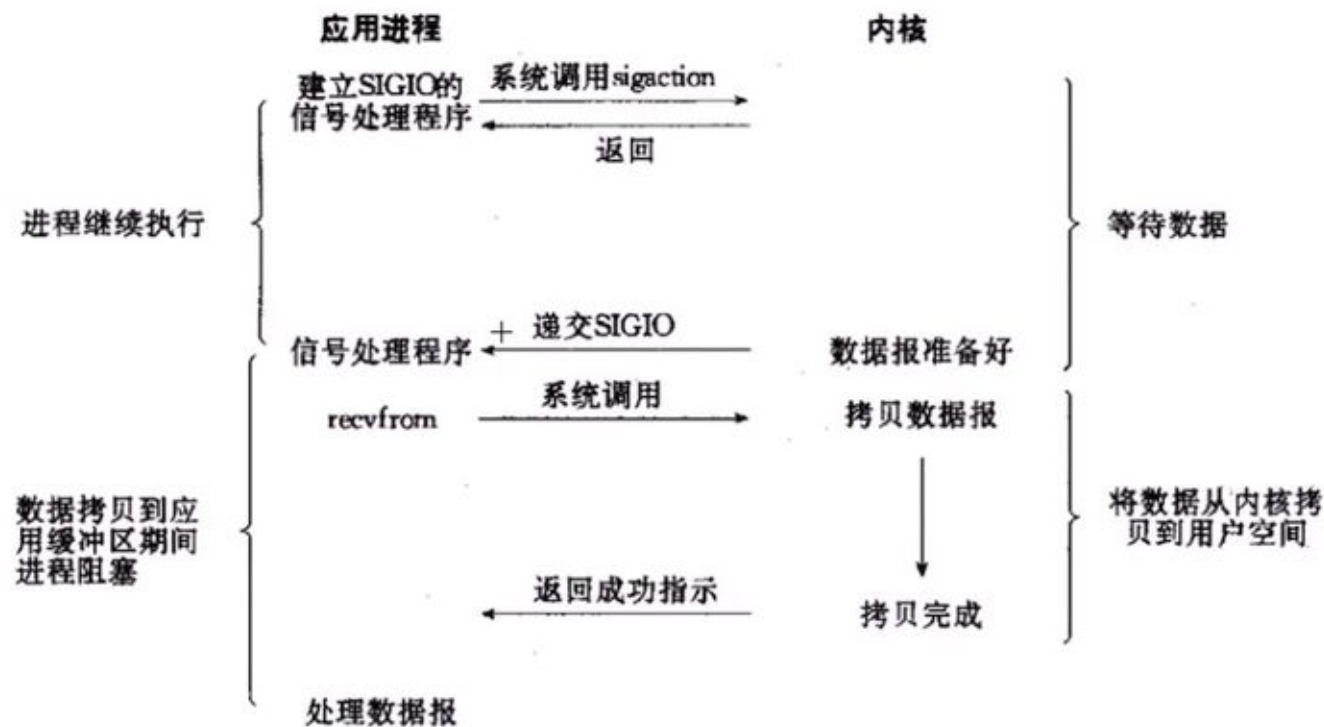 应用进程
内核
建立SIGIO的
信号处理程序
系统调用sigaction
返回
进程继续执行
等待数据
信号处理程序
+ 递交SIGIO
数据报准备好
recvfrom
系统调用
拷贝数据报
数据拷贝到应
用缓冲区期间
进程阻塞
将数据从内核拷
贝到用户空间
返回成功指示
拷贝完成
处理数据报